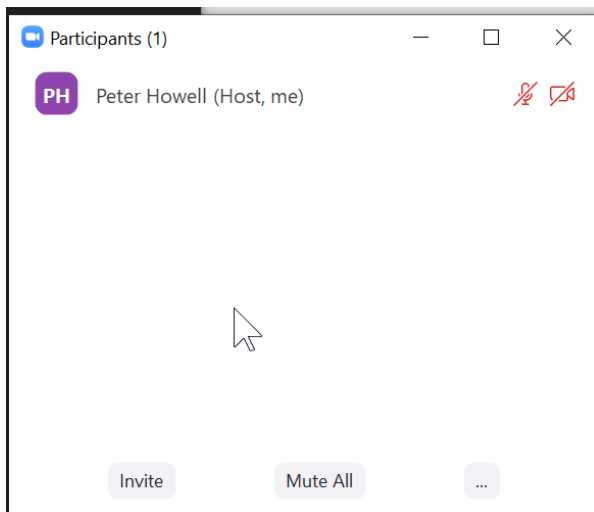 Participants (1)
PH Peter Howell (Host, me)
Invite Mute All ...